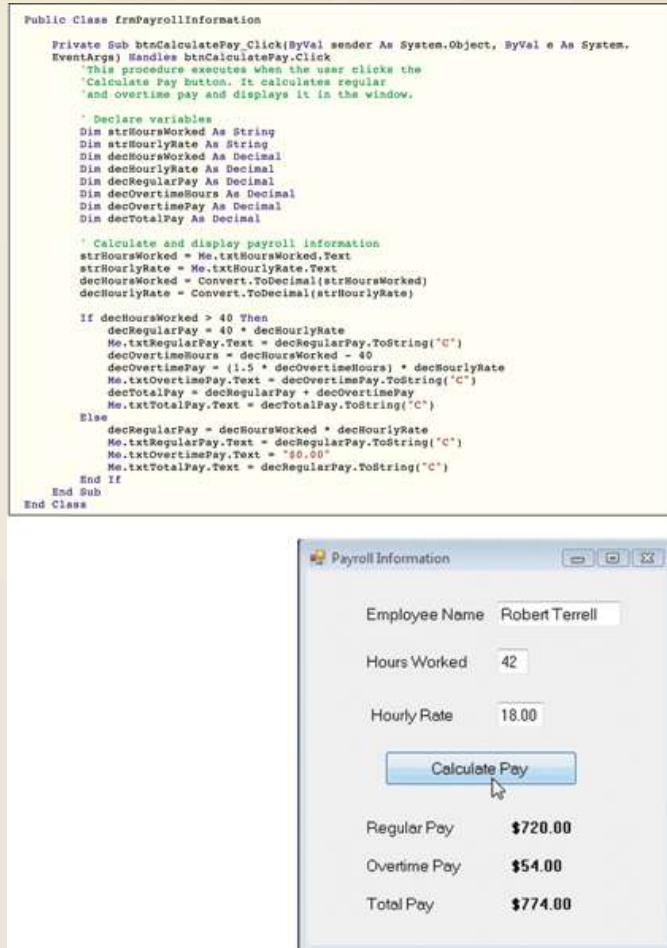 Public Class frmPayrollInformation
Private Sub btnCalculatePay_Click(ByVal sender As System.Object, ByVal e As System.
EventArgs) Handles btnCalculatePay.Click
'This procedure executes when the user clicks the
'Calculate Pay button. It calculates regular
'and overtime pay and displays it in the window.
' Declare variables
Dim strHoursWorked As String
Dim strHourlyRate As String
Dim decHoursWorked As Decimal
Dim decHourlyRate As Decimal
Dim decRegularPay As Decimal
Dim decOvertimeHours As Decimal
Dim decOvertimePay As Decimal
Dim decTotalPay As Decimal
' Calculate and display payroll information
strHoursWorked = Me.txtHoursWorked.Text
strHourlyRate = Me.txtHourlyRate.Text
decHoursWorked = Convert.ToDecimal(strHoursWorked)
decHourlyRate = Convert.ToDecimal(strHourlyRate)
If decHoursWorked > 40 Then
decRegularPay = 40 * decHourlyRate
Me.txtRegularPay.Text = decRegularPay.ToString("C")
decOvertimeHours = decHoursWorked - 40
decOvertimePay = (1.5 * decOvertimeHours) * decHourlyRate
Me.txtOvertimePay.Text = decOvertimePay.ToString("C")
decTotalPay = decRegularPay + decOvertimePay
Me.txtTotalPay.Text = decTotalPay.ToString("C")
Else
decRegularPay = decHoursWorked * decHourlyRate
Me.txtRegularPay.Text = decRegularPay.ToString("C")
Me.txtOvertimePay.Text = "$0.00"
Me.txtTotalPay.Text = decRegularPay.ToString("C")
End If
End Sub
End Class
Payroll Information
Employee Name Robert Terrell
Hours Worked 42
Hourly Rate 18.00
Calculate Pay
Regular Pay $720.00
Overtime Pay $54.00
Total Pay $774.00